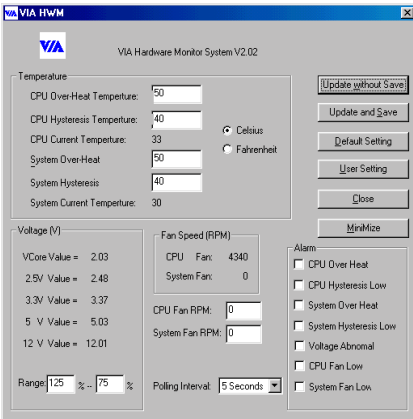 VIA VIA HWM
VIA
VIA Hardware Monitor System V2.02
Temperature
CPU Over-Heat Temperture: 50
CPU Hysteresis Temperture: 40
CPU Current Temperture: 33
System Over-Heat 50
System Hysteresis 40
System Current Temperture: 30
Celsius
Fahrenheit
Update without Save
Update and Save
Default Setting
User Setting
Close
MiniMize
Voltage (V)
VCore Value = 2.03
2.5V Value = 2.48
3.3V Value = 3.37
5 V Value = 5.03
12 V Value = 12.01
Range: 125 % -- 75 %
Fan Speed (RPM)
CPU Fan: 4340
System Fan: 0
CPU Fan RPM: 0
System Fan RPM: 0
Polling Interval: 5 Seconds
Alarm
CPU Over Heat
CPU Hysteresis Low
System Over Heat
System Hysteresis Low
Voltage Abnomal
CPU Fan Low
System Fan Low